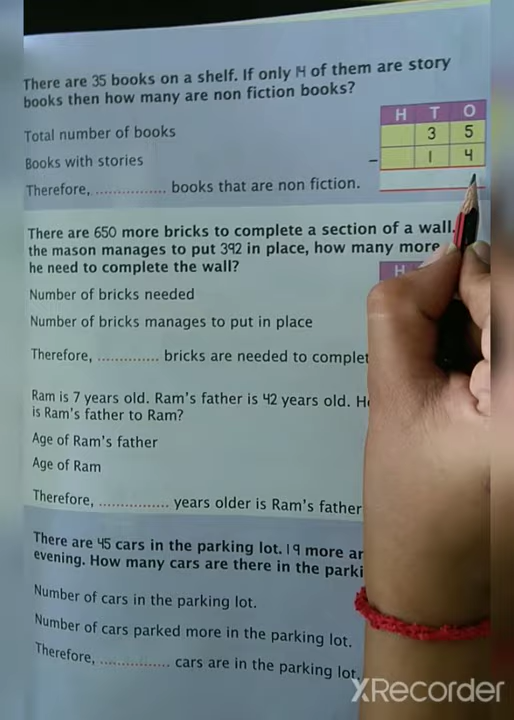 There are 35 books on a shelf. If only 14 of them are story
books then how many are non fiction books?
H T O
Total number of books
3 5
Books with stories
– 1 4
Therefore, ................ books that are non fiction.
There are 650 more bricks to complete a section of a wall.
the mason manages to put 392 in place, how many more
he need to complete the wall?
H
Number of bricks needed
Number of bricks manages to put in place
Therefore, .............. bricks are needed to complet
Ram is 7 years old. Ram's father is 42 years old. H
is Ram's father to Ram?
Age of Ram's father
Age of Ram
Therefore, ................ years older is Ram's father
There are 45 cars in the parking lot. 19 more ar
evening. How many cars are there in the parki
Number of cars in the parking lot.
Number of cars parked more in the parking lot.
Therefore, ................ cars are in the parking lot.
XRecorder